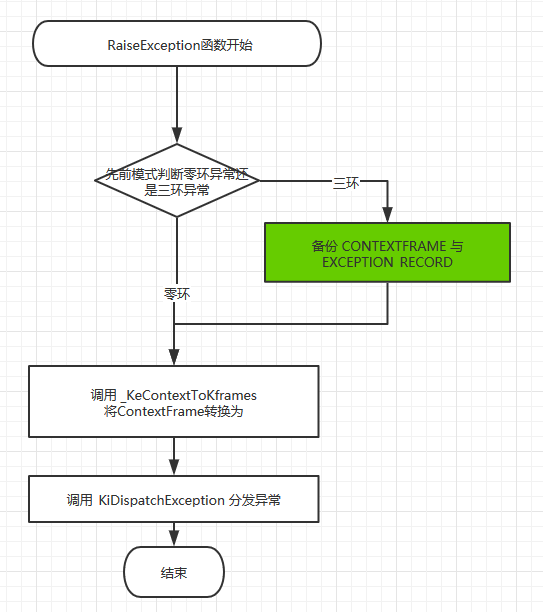 RaiseException函数开始
先前模式判断零环异常还
是三环异常
三环
备份 CONTEXTFRAME 与
EXCEPTION RECORD
零环
调用 _KeContextToKframes
将ContextFrame转换为
调用 KiDispatchException 分发异常
结束